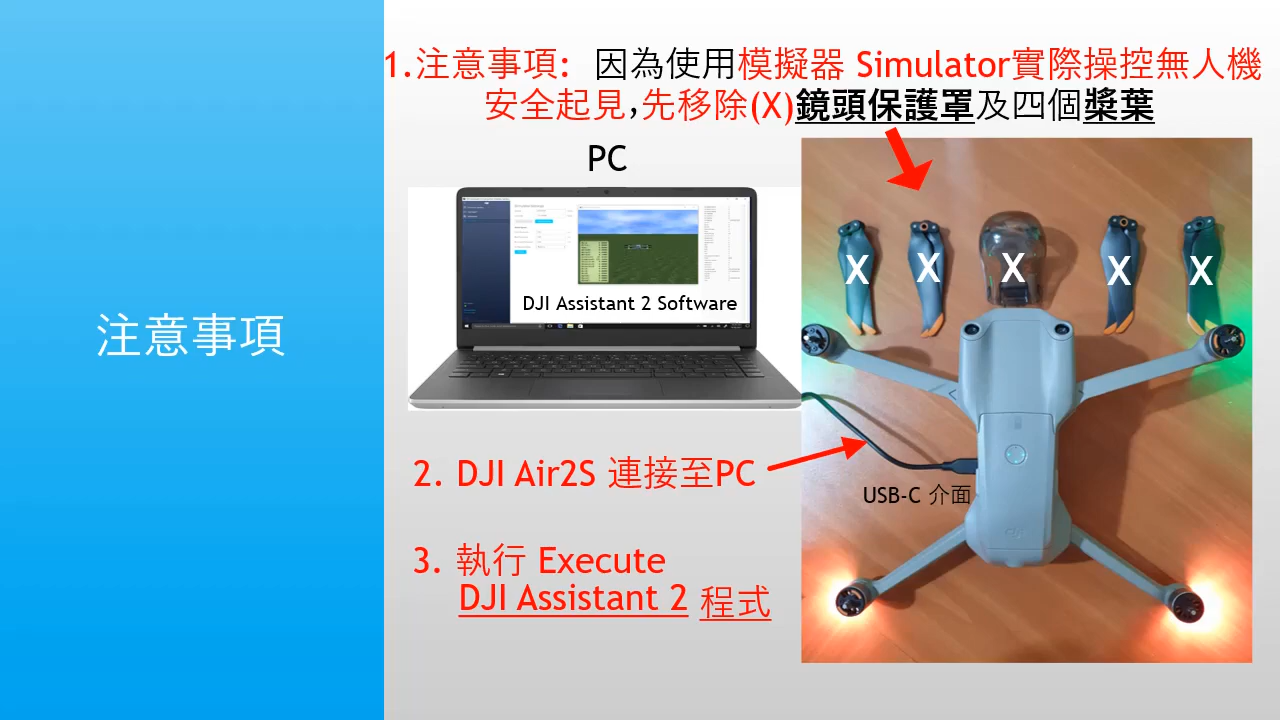 注意事項
1.注意事項: 因為使用模擬器 Simulator實際操控無人機
安全起見,先移除(X)鏡頭保護罩及四個槳葉
PC
X X X X X
DJI Assistant 2 Software
2. DJI Air2S 連接至PC
USB-C 介面
3. 執行 Execute
DJI Assistant 2 程式